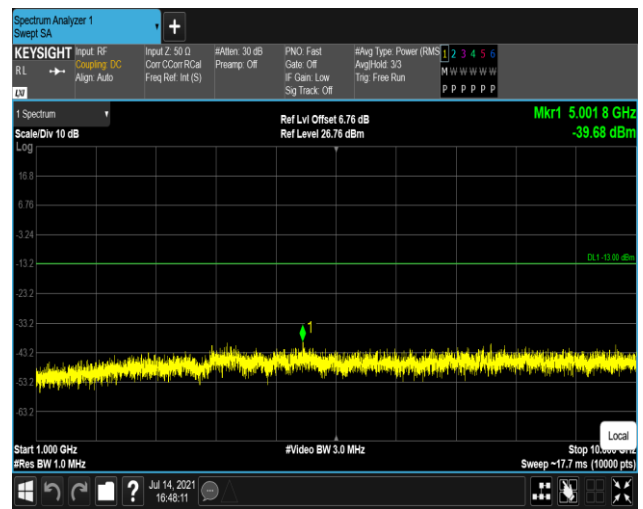 Spectrum Analyzer 1
Swept SA
KEYSIGHT
RL
LXI
Input: RF
Coupling: DC
Align: Auto
Input Z: 50 Ω
Corr CCorr RCal
Freq Ref: Int (S)
#Atten: 30 dB
Preamp: Off
PNO: Fast
Gate: Off
IF Gain: Low
Sig Track: Off
#Avg Type: Power (RMS
Avg|Hold: 3/3
Trig: Free Run
1 2 3 4 5 6
M W W W W W
P P P P P P
1 Spectrum
Scale/Div 10 dB
Log
Ref Lvl Offset 6.76 dB
Ref Level 26.76 dBm
Mkr1 5.001 8 GHz
-39.68 dBm
16.8
6.76
-3.24
-13.2
DL1 -13.00 dBm
-23.2
-33.2
1
-43.2
-53.2
-63.2
Local
Start 1.000 GHz
#Res BW 1.0 MHz
#Video BW 3.0 MHz
Stop 10.000 GHz
Sweep ~17.7 ms (10000 pts)
?
Jul 14, 2021
16:48:11